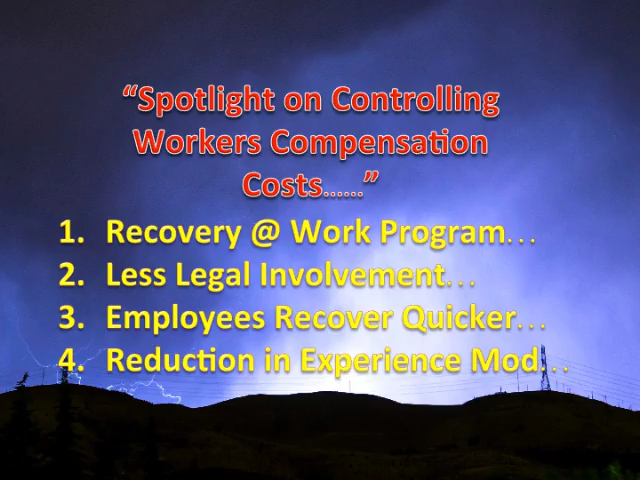 “Spotlight on Controlling
Workers Compensation
Costs……”
1. Recovery @ Work Program…
2. Less Legal Involvement…
3. Employees Recover Quicker…
4. Reduction in Experience Mod…